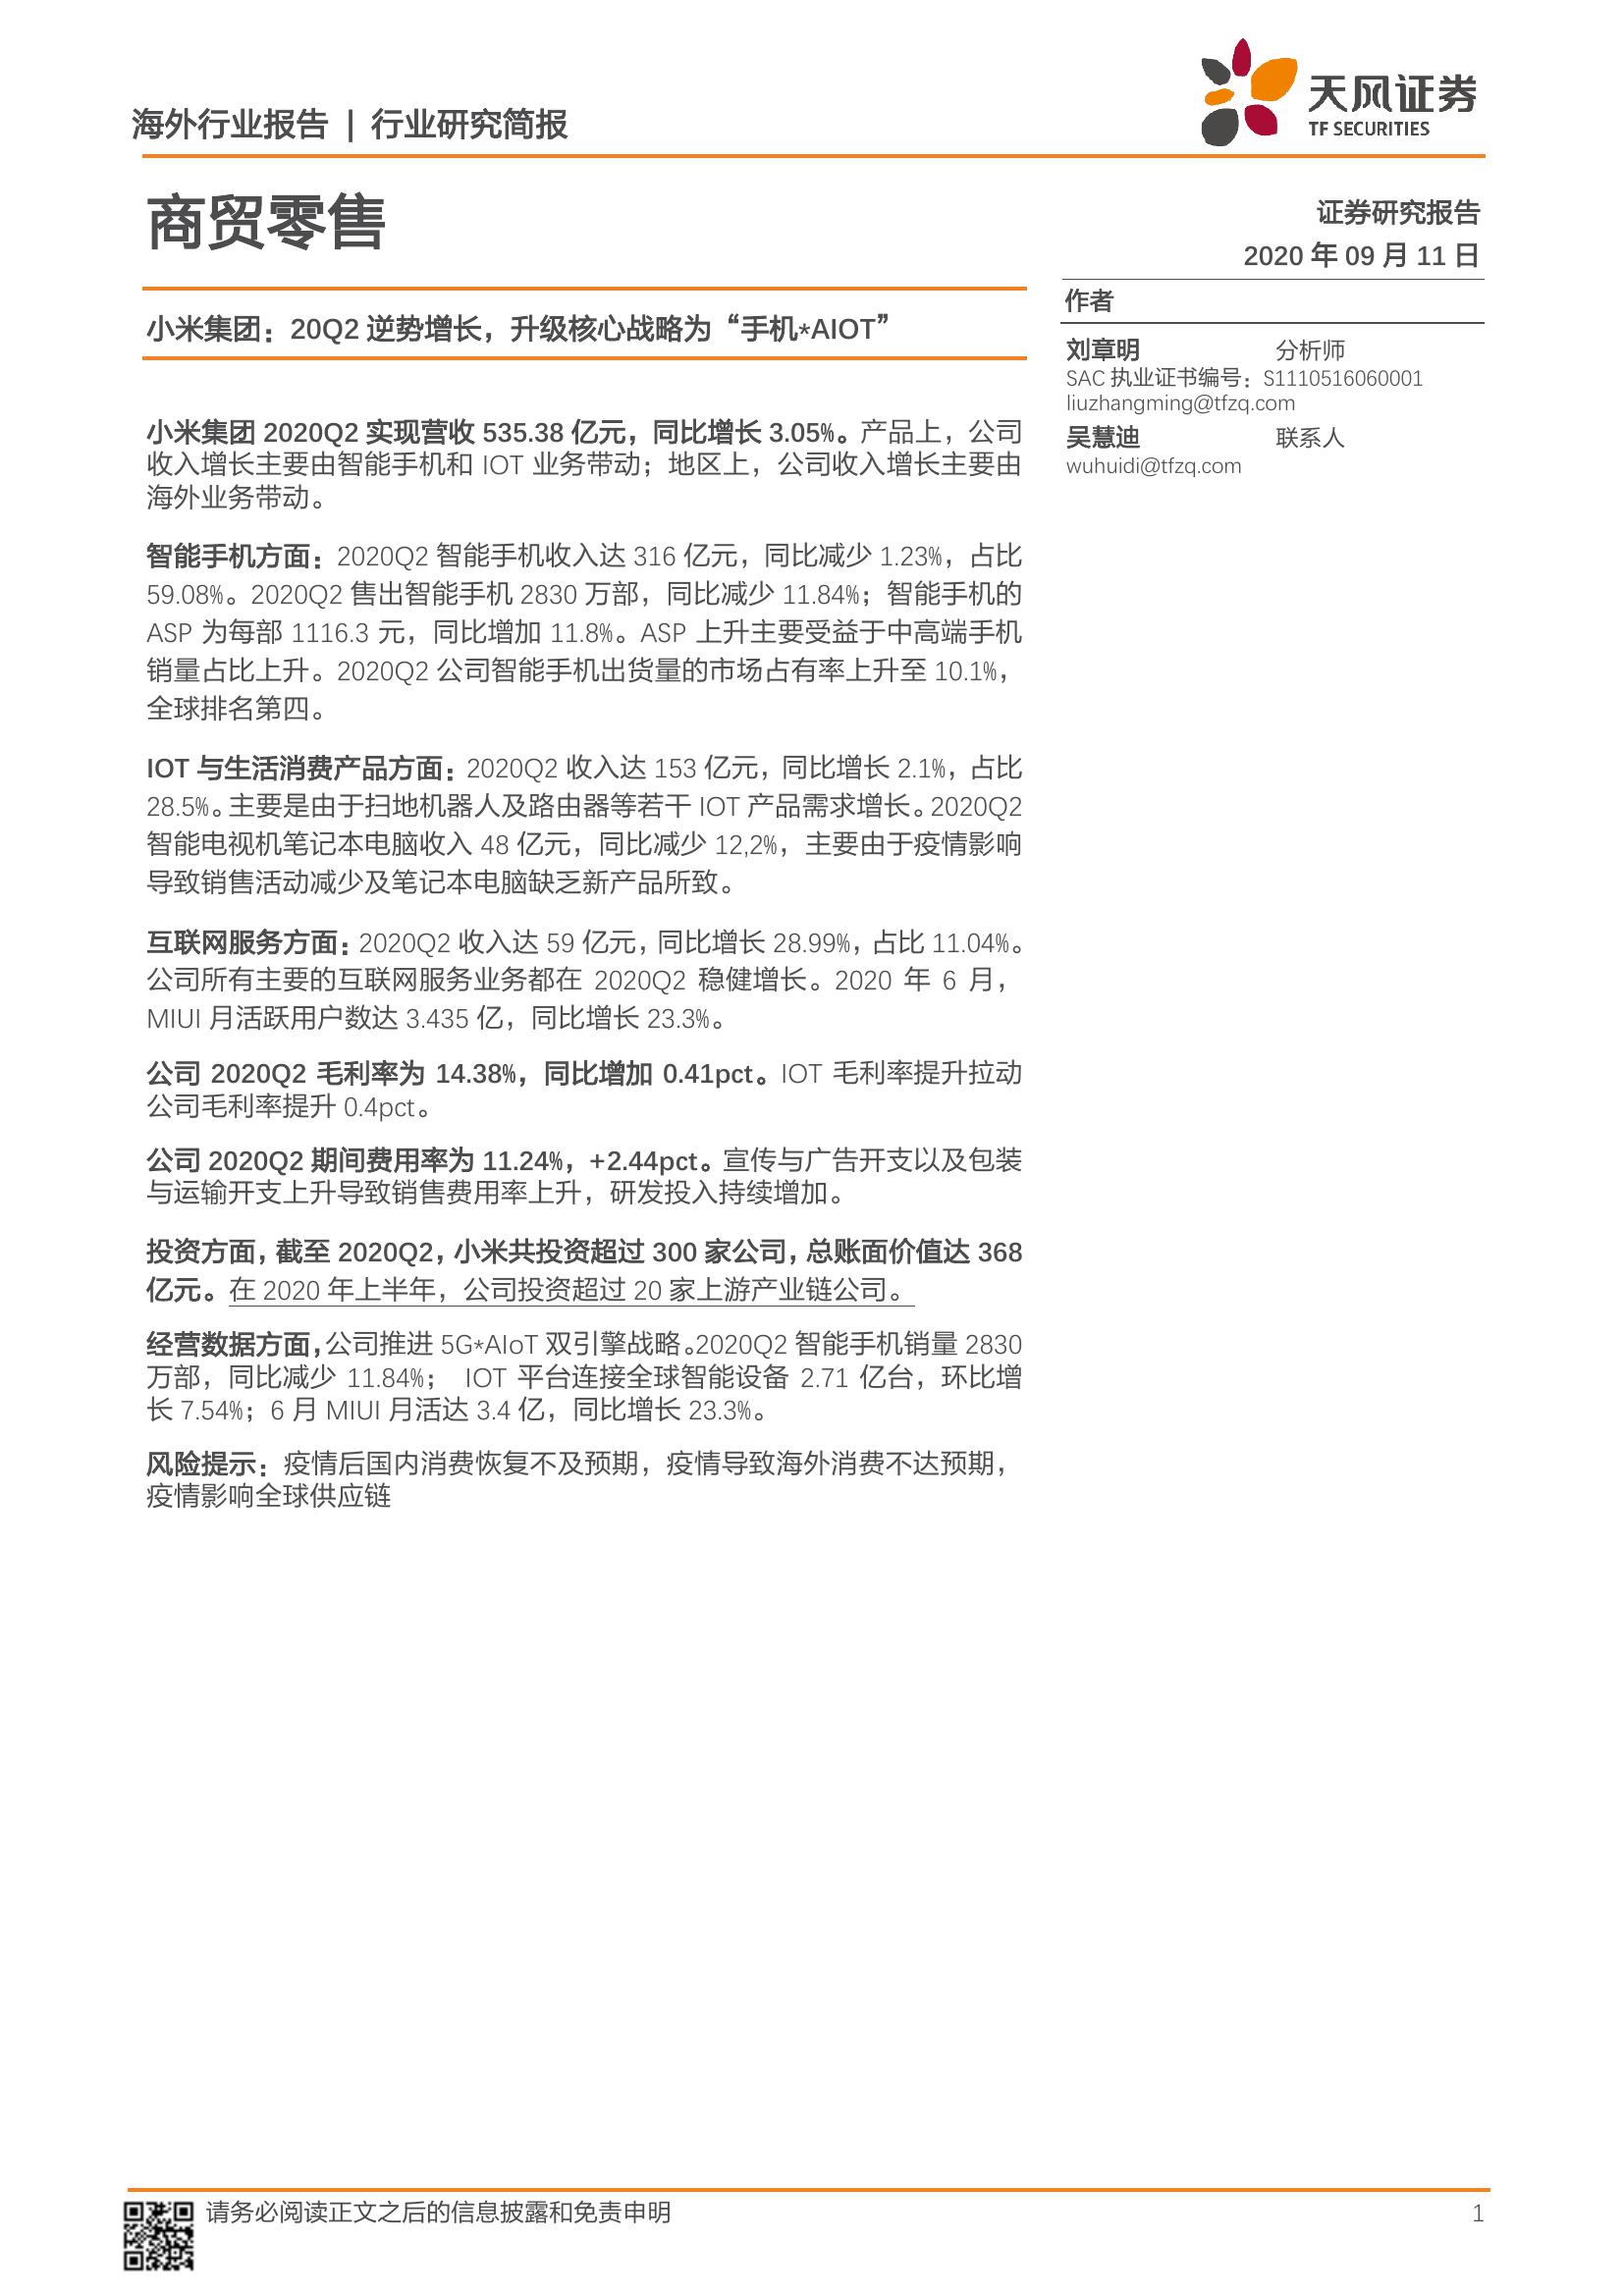 海外行业报告 | 行业研究简报
天风证券
TF SECURITIES
商贸零售
证券研究报告
2020 年 09 月 11 日
小米集团：20Q2 逆势增长，升级核心战略为“手机*AIOT”
作者
刘章明 分析师
SAC 执业证书编号：S1110516060001
liuzhangming@tfzq.com
吴慧迪 联系人
wuhuidi@tfzq.com
小米集团 2020Q2 实现营收 535.38 亿元，同比增长 3.05%。产品上，公司
收入增长主要由智能手机和 IOT 业务带动；地区上，公司收入增长主要由
海外业务带动。
智能手机方面：2020Q2 智能手机收入达 316 亿元，同比减少 1.23%，占比
59.08%。2020Q2 售出智能手机 2830 万部，同比减少 11.84%；智能手机的
ASP 为每部 1116.3 元，同比增加 11.8%。ASP 上升主要受益于中高端手机
销量占比上升。2020Q2 公司智能手机出货量的市场占有率上升至 10.1%，
全球排名第四。
IOT 与生活消费产品方面：2020Q2 收入达 153 亿元，同比增长 2.1%，占比
28.5%。主要是由于扫地机器人及路由器等若干 IOT 产品需求增长。2020Q2
智能电视机笔记本电脑收入 48 亿元，同比减少 12,2%，主要由于疫情影响
导致销售活动减少及笔记本电脑缺乏新产品所致。
互联网服务方面：2020Q2 收入达 59 亿元，同比增长 28.99%，占比 11.04%。
公司所有主要的互联网服务业务都在 2020Q2 稳健增长。2020 年 6 月，
MIUI 月活跃用户数达 3.435 亿，同比增长 23.3%。
公司 2020Q2 毛利率为 14.38%，同比增加 0.41pct。IOT 毛利率提升拉动
公司毛利率提升 0.4pct。
公司 2020Q2 期间费用率为 11.24%，+2.44pct。宣传与广告开支以及包装
与运输开支上升导致销售费用率上升，研发投入持续增加。
投资方面，截至 2020Q2，小米共投资超过 300 家公司，总账面价值达 368
亿元。在 2020 年上半年，公司投资超过 20 家上游产业链公司。
经营数据方面，公司推进 5G*AIoT 双引擎战略。2020Q2 智能手机销量 2830
万部，同比减少 11.84%； IOT 平台连接全球智能设备 2.71 亿台，环比增
长 7.54%；6 月 MIUI 月活达 3.4 亿，同比增长 23.3%。
风险提示：疫情后国内消费恢复不及预期，疫情导致海外消费不达预期，
疫情影响全球供应链
请务必阅读正文之后的信息披露和免责申明 1